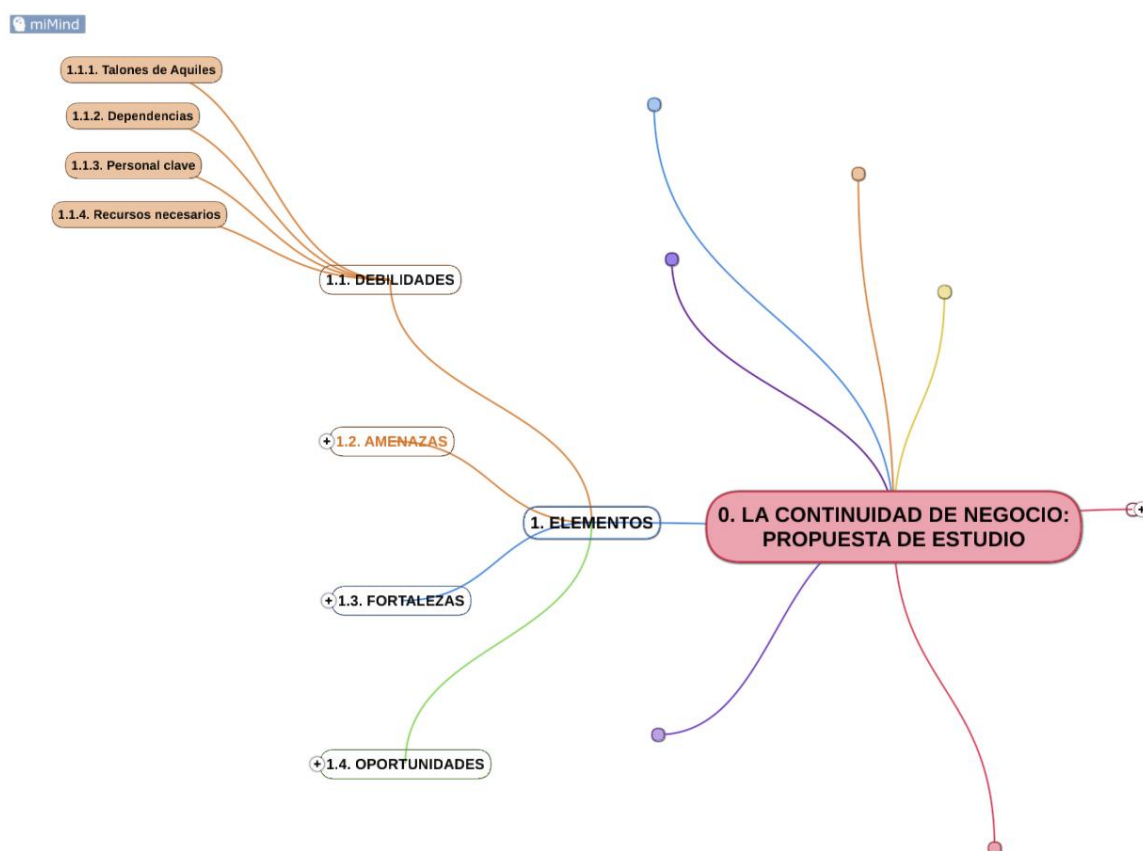 miMind
1.1.1. Talones de Aquiles
1.1.2. Dependencias
1.1.3. Personal clave
1.1.4. Recursos necesarios
1.1. DEBILIDADES
1.2. AMENAZAS
1. ELEMENTOS
1.3. FORTALEZAS
1.4. OPORTUNIDADES
0. LA CONTINUIDAD DE NEGOCIO:
PROPUESTA DE ESTUDIO